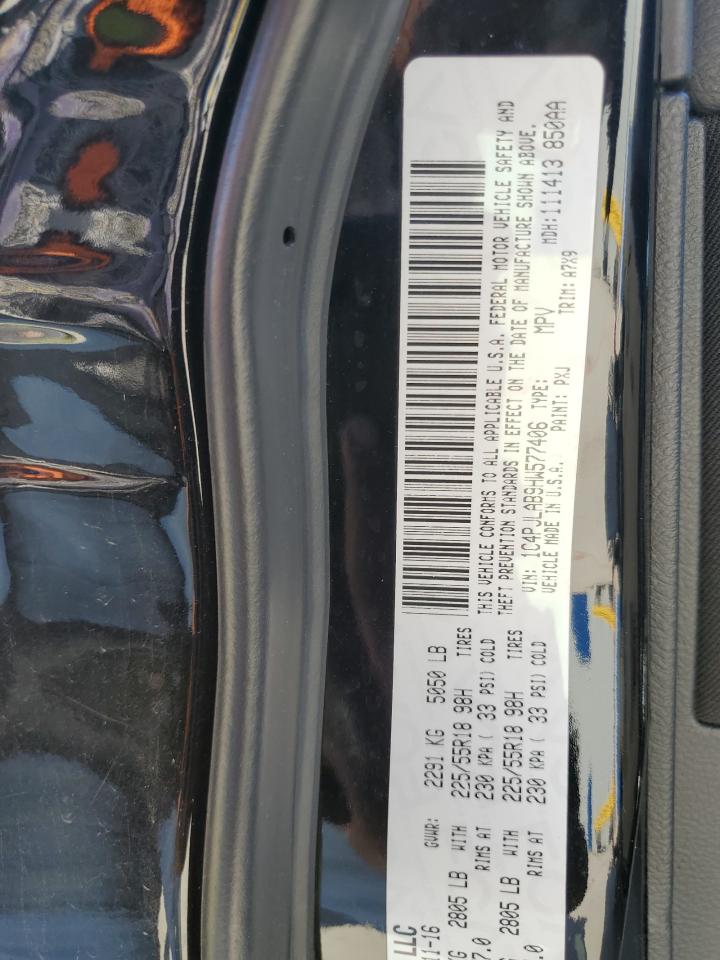 LLC
11-16 GVWR: 2291 KG 5050 LB
KG 2805 LB WITH 225/55R18 98H TIRES
7.0 RIMS AT 230 KPA ( 33 PSI) COLD
2805 LB WITH 225/55R18 98H TIRES
.0 RIMS AT 230 KPA ( 33 PSI) COLD
THIS VEHICLE CONFORMS TO ALL APPLICABLE U.S.A. FEDERAL MOTOR VEHICLE SAFETY AND
THEFT PREVENTION STANDARDS IN EFFECT ON THE DATE OF MANUFACTURE SHOWN ABOVE.
VIN: 1C4PJLAB9HW577406 TYPE: MPV MDH: 111413 850AA
VEHICLE MADE IN U.S.A. PAINT: PXJ TRIM: A7X9